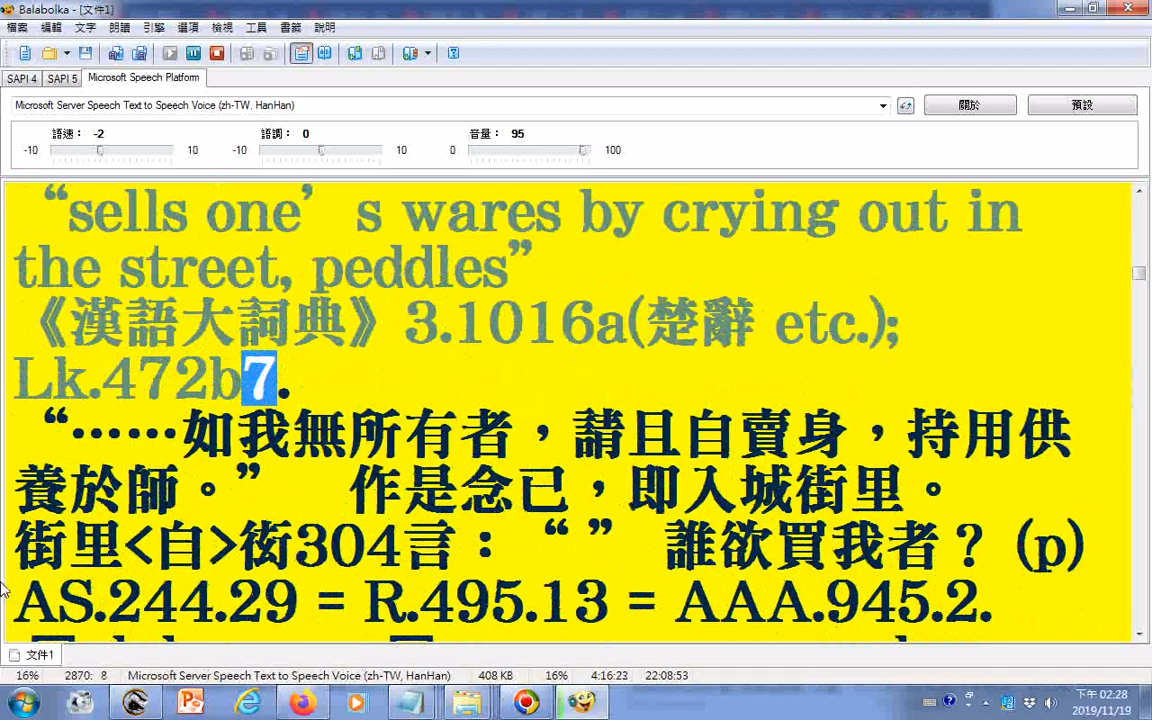 Balabolka - [文件1]
檔案 編輯 文字 朗讀 引擎 選項 檢視 工具 書籤 說明
SAPI 4 SAPI 5 Microsoft Speech Platform
Microsoft Server Speech Text to Speech Voice (zh-TW, HanHan) 關於 預設
語速： -2 語調： 0 音量： 95
-10 10 -10 10 0 100
“sells one’s wares by crying out in
the street, peddles”
《漢語大詞典》3.1016a(楚辭 etc.);
Lk.472b7.
“……如我無所有者，請且自賣身，持用供
養於師。” 作是念已，即入城街里。
街里<自>衒304言：“ ” 誰欲買我者？ (p)
AS.244.29 = R.495.13 = AAA.945.2.
文件1
16% 2870: 8 Microsoft Server Speech Text to Speech Voice (zh-TW, HanHan) 408 KB 16% 4:16:23 22:08:53
下午 02:28
2019/11/19